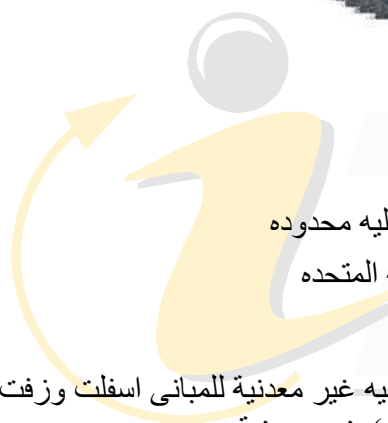 ليه محدوده
المتحده
يه غير معدنية للمبانى اسفلت وزفت